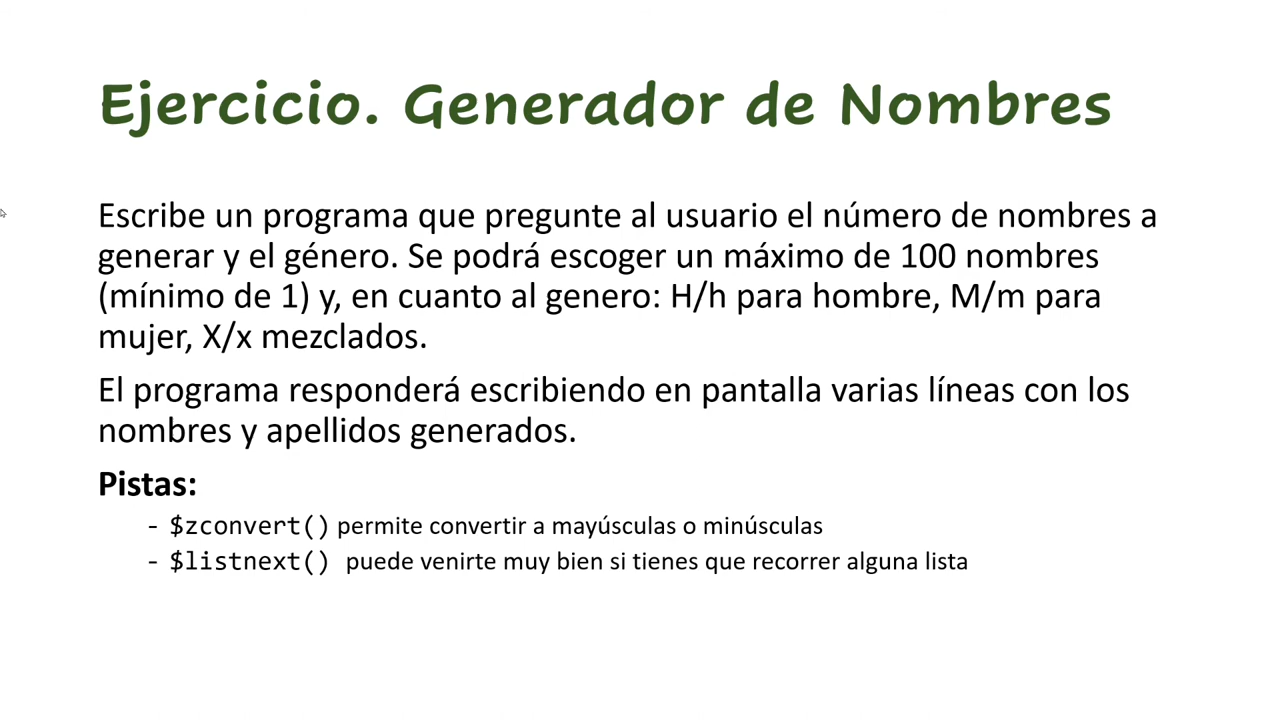 Ejercicio. Generador de Nombres
Escribe un programa que pregunte al usuario el número de nombres a
generar y el género. Se podrá escoger un máximo de 100 nombres
(mínimo de 1) y, en cuanto al genero: H/h para hombre, M/m para
mujer, X/x mezclados.
El programa responderá escribiendo en pantalla varias líneas con los
nombres y apellidos generados.
Pistas:
- $zconvert() permite convertir a mayúsculas o minúsculas
- $listnext() puede venirte muy bien si tienes que recorrer alguna lista